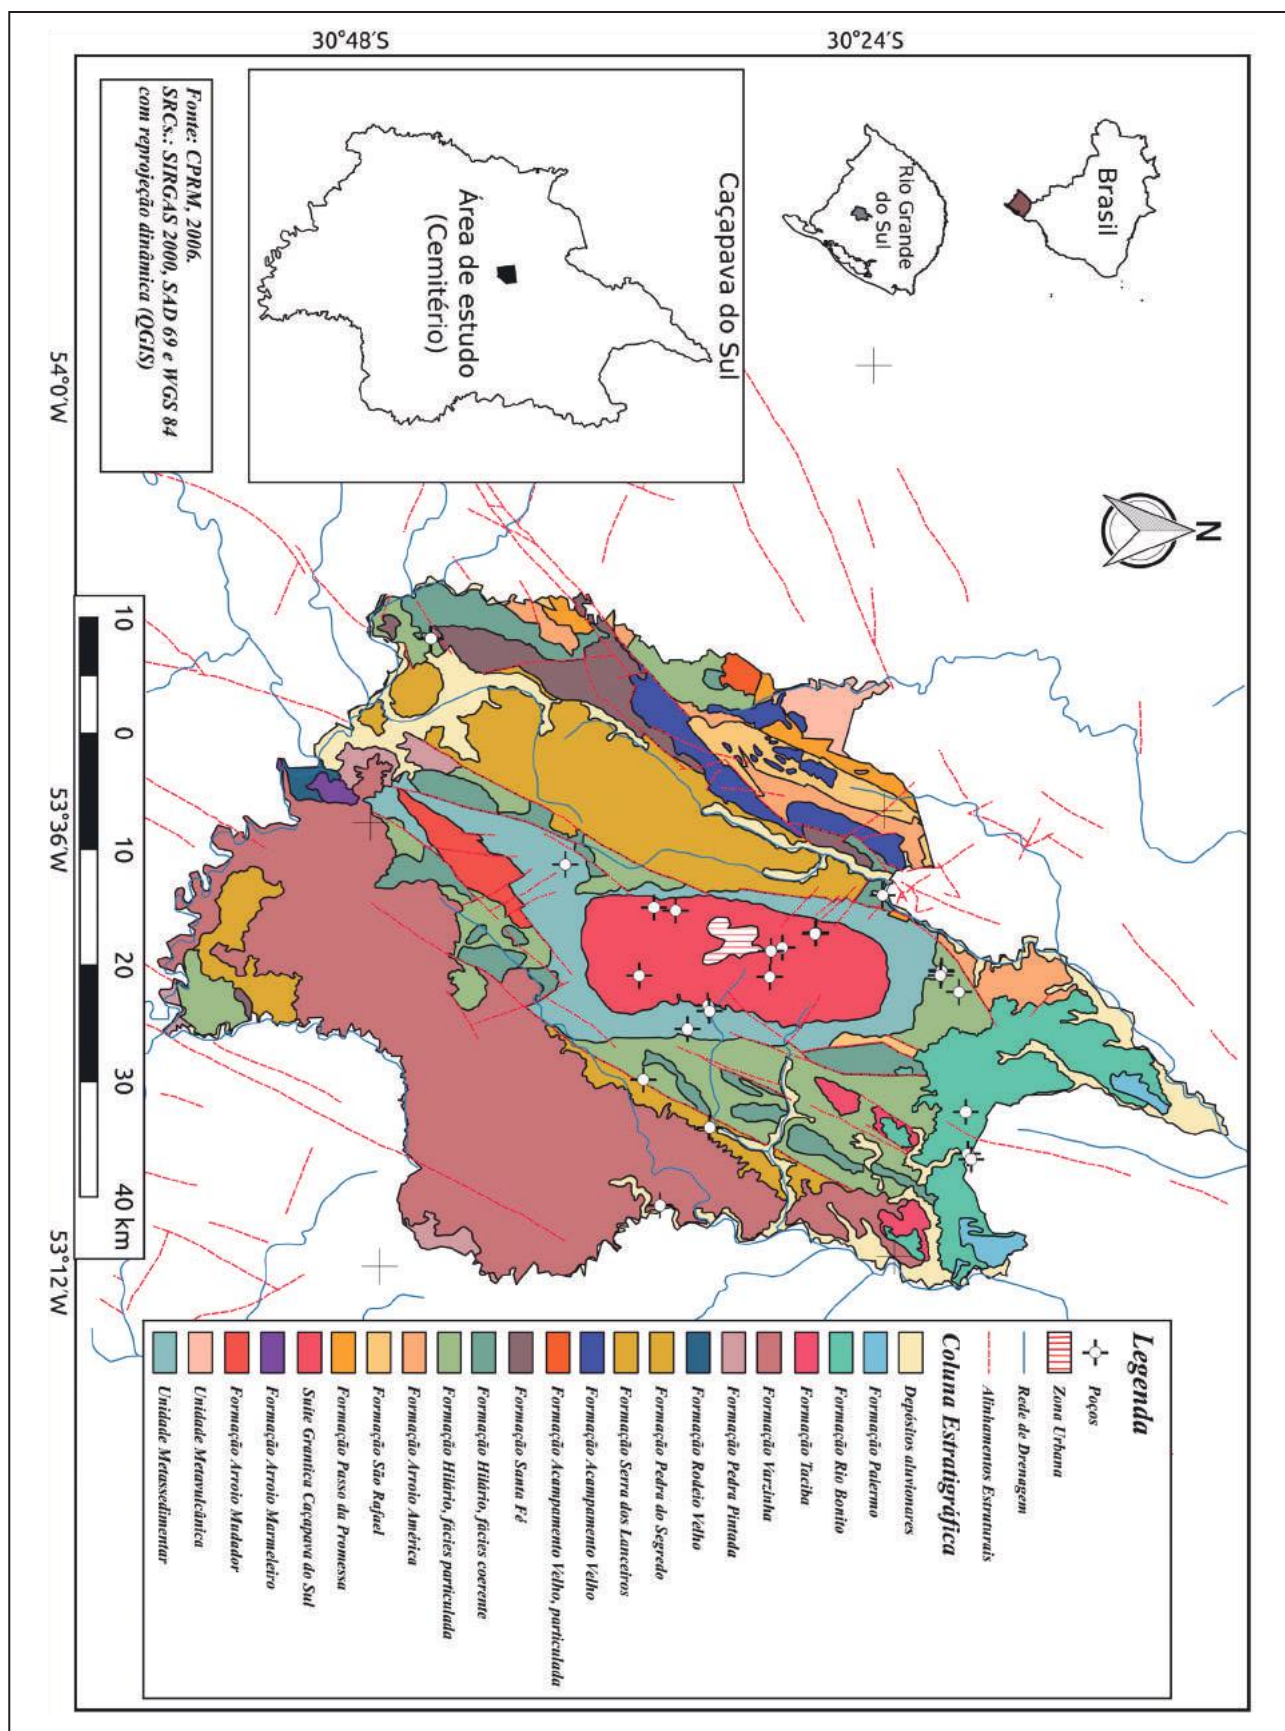 30°48'S
30°24'S
Brasil
Rio Grande
do Sul
Caçapava do Sul
Área de estudo
(Cemitério)
Fonte: CPRM, 2006.
SRCs.: SIRGAS 2000, SAD 69 e WGS 84
com reprojeção dinâmica (QGIS)
N
54°0'W
53°36'W
53°12'W
10 0 10 20 30 40 km
Legenda
Poços
Zona Urbana
Rede de Drenagem
Alinhamentos Estruturais
Coluna Estratigráfica
Depósitos aluvionares
Formação Palermo
Formação Rio Bonito
Formação Taciba
Formação Varzinha
Formação Pedra Pintada
Formação Rodeio Velho
Formação Pedra do Segredo
Formação Serra dos Lanceiros
Formação Acampamento Velho
Formação Acampamento Velho, particulada
Formação Santa Fé
Formação Hilário, fácies coerente
Formação Hilário, fácies particulada
Formação Arroio América
Formação São Rafael
Formação Passo da Promessa
Suíte Granítica Caçapava do Sul
Formação Arroio Marmeleiro
Formação Arroio Mudador
Unidade Metavulcânica
Unidade Metassedimentar